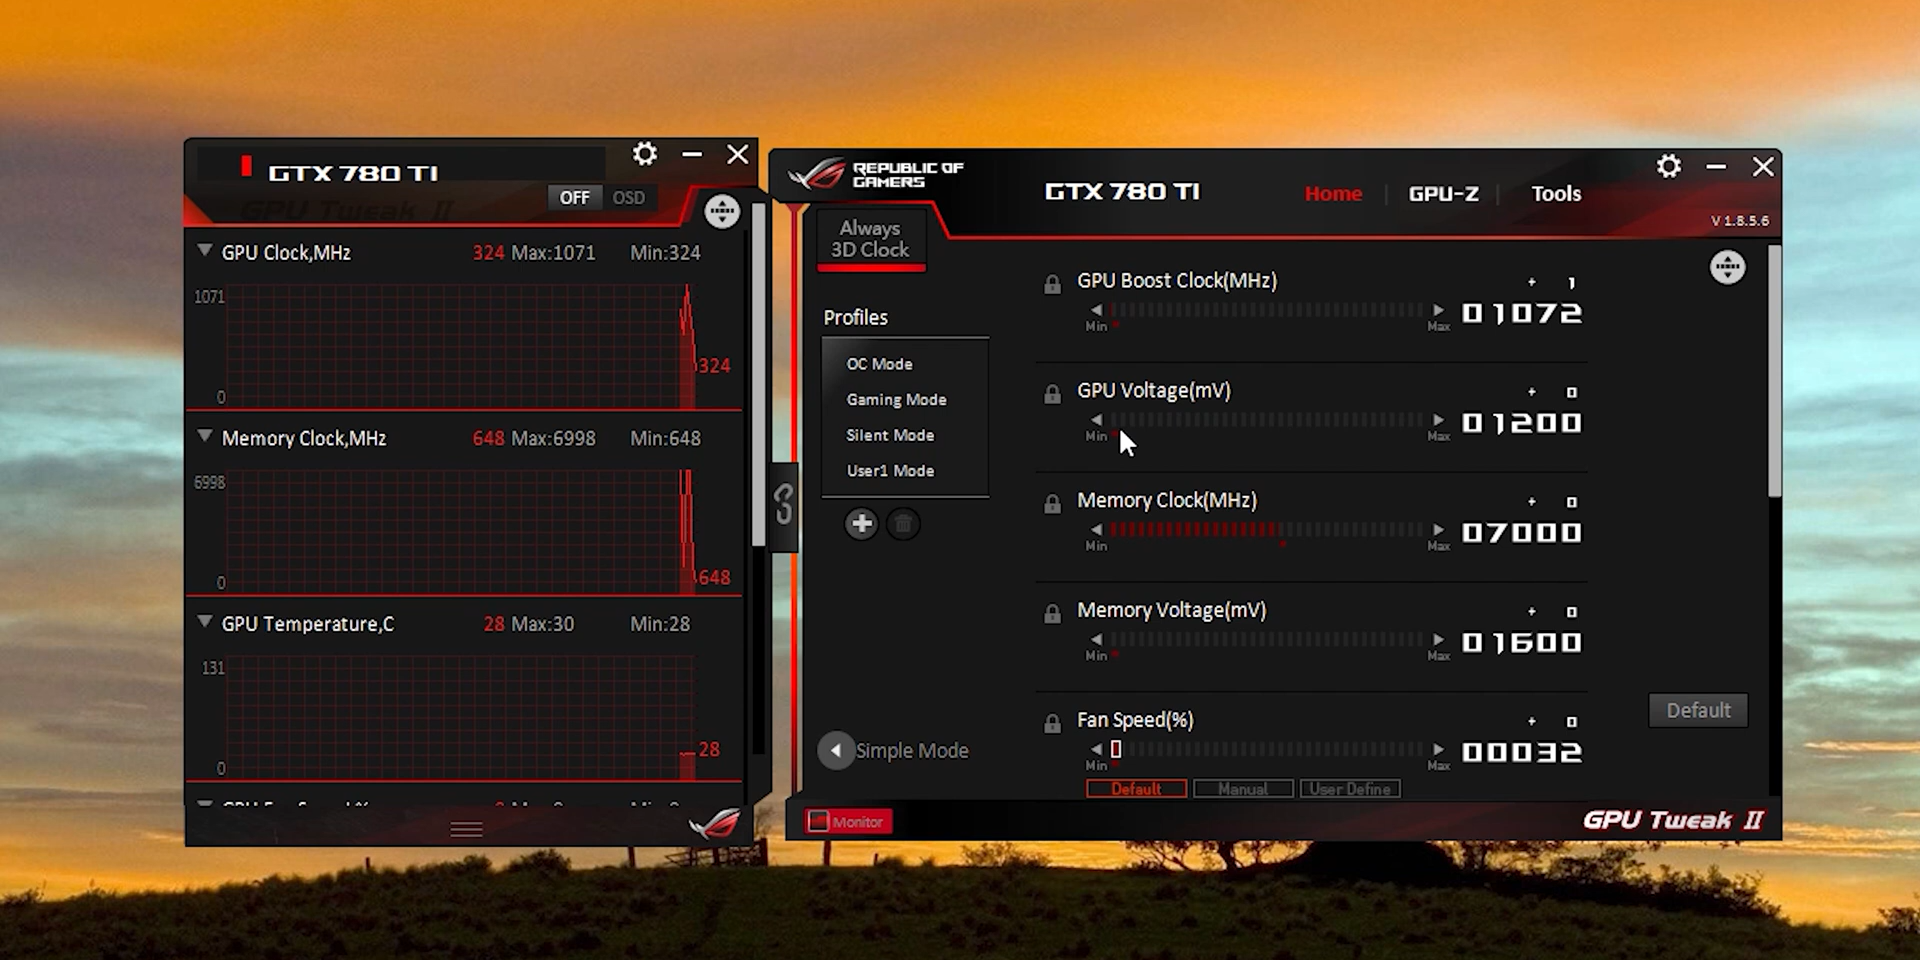 GTX 780 TI
OFF OSD
GPU Tweak II
GPU Clock,MHz 324 Max:1071 Min:324
1071
324
0
Memory Clock,MHz 648 Max:6998 Min:648
6998
648
0
GPU Temperature,C 28 Max:30 Min:28
131
28
0
REPUBLIC OF
GAMERS
GTX 780 TI
Home GPU-Z Tools
V 1.8.5.6
Always
3D Clock
Profiles
OC Mode
Gaming Mode
Silent Mode
User1 Mode
Simple Mode
GPU Boost Clock(MHz) + 1
01072
Min Max
GPU Voltage(mV) + 0
01200
Min Max
Memory Clock(MHz) + 0
07000
Min Max
Memory Voltage(mV) + 0
01600
Min Max
Fan Speed(%) + 0
00032
Min Max
Default Manual User Define
Default
Monitor
GPU Tweak II